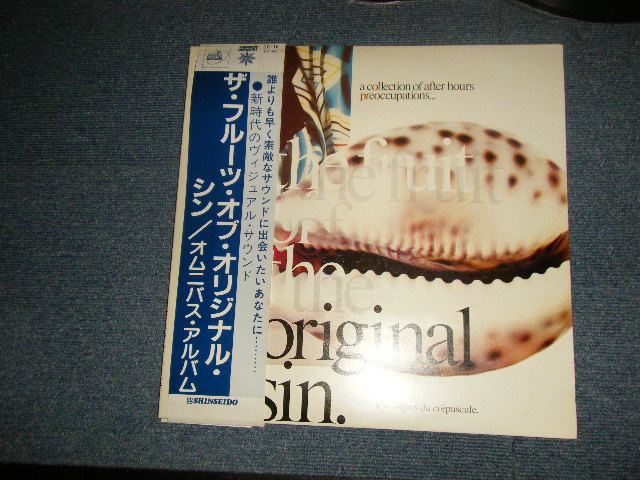 誰よりも早く素敵なサウンドに出会いたいあなたに………
●新時代のヴィジュアル・サウンド
ザ・フルーツ・オブ・オリジナル・
シン／オムニバス・アルバム
SHINSEIDO
a collection of after hours
preoccupations...
the fruit
of
the
original
sin.
les disques du crépuscule.